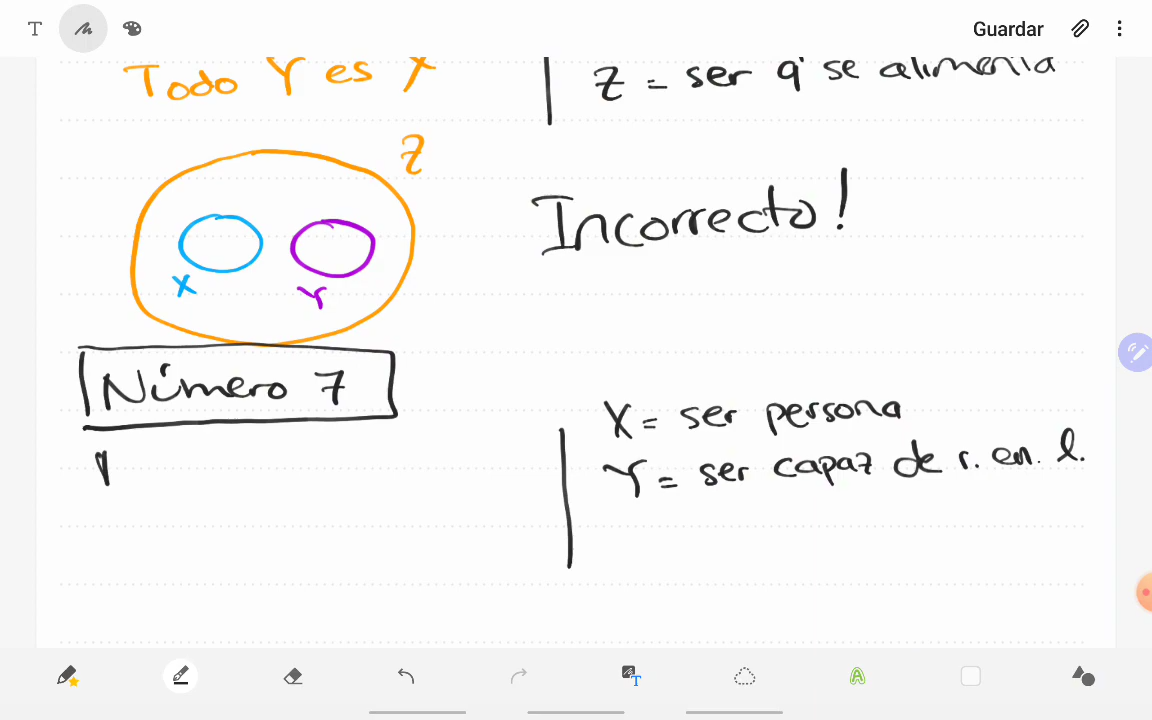 T
Guardar
Todo Y es X
Z = ser q' se alimenta
Z
Incorrecto!
X
Y
Número 7
X = ser persona
Y = ser capaz de r. en. l.
T
A